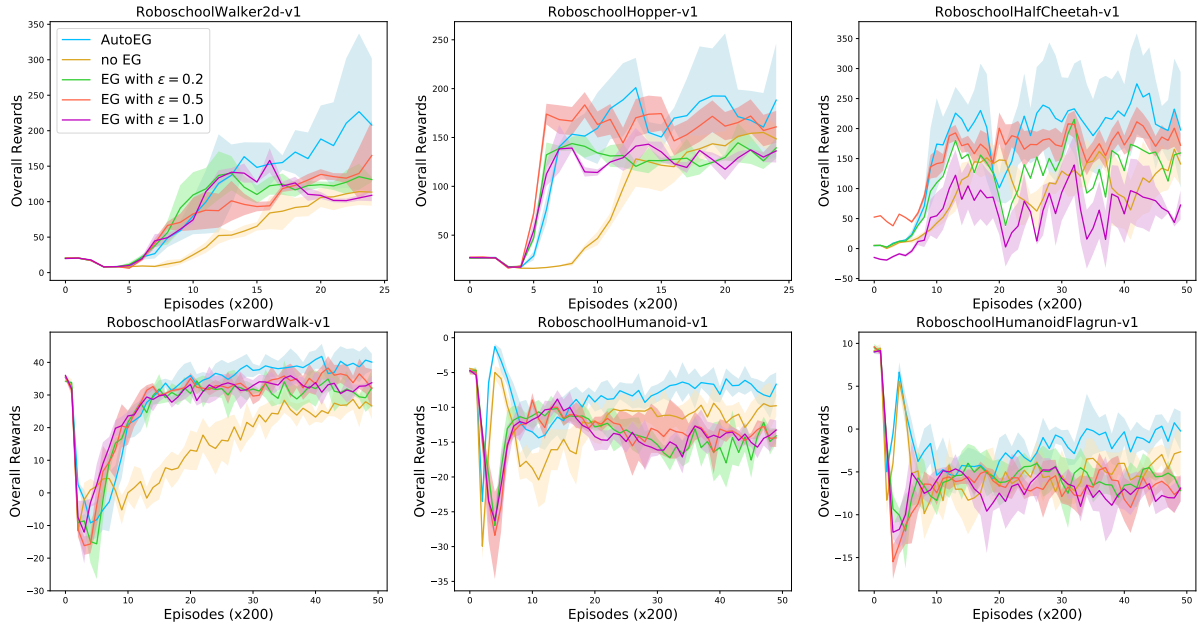 RoboschoolWalker2d-v1
350
300
250
200
150
100
50
0
Overall Rewards
AutoEG
no EG
EG with ε = 0.2
EG with ε = 0.5
EG with ε = 1.0
0 5 10 15 20 25
Episodes (x200)
RoboschoolHopper-v1
250
200
150
100
50
Overall Rewards
0 5 10 15 20 25
Episodes (x200)
RoboschoolHalfCheetah-v1
350
300
250
200
150
100
50
0
−50
Overall Rewards
0 10 20 30 40 50
Episodes (x200)
RoboschoolAtlasForwardWalk-v1
40
30
20
10
0
−10
−20
−30
Overall Rewards
0 10 20 30 40 50
Episodes (x200)
RoboschoolHumanoid-v1
0
−5
−10
−15
−20
−25
−30
−35
Overall Rewards
0 10 20 30 40 50
Episodes (x200)
RoboschoolHumanoidFlagrun-v1
10
5
0
−5
−10
−15
Overall Rewards
0 10 20 30 40 50
Episodes (x200)